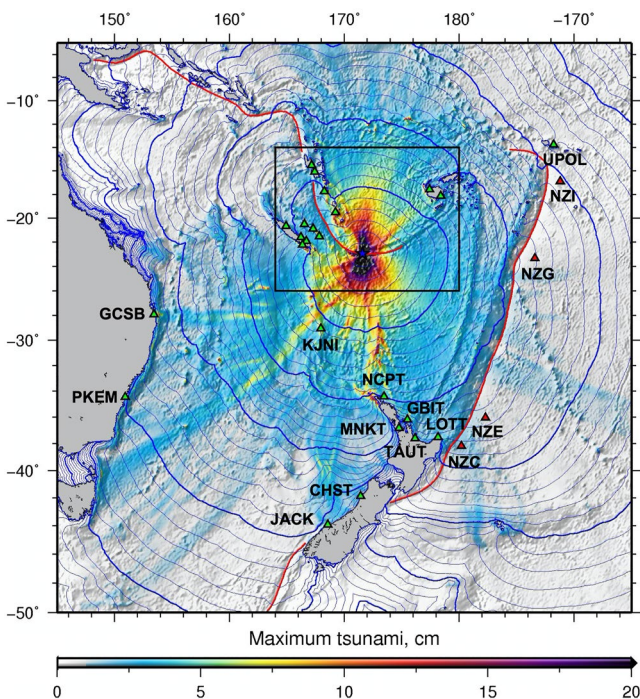 150° 160° 170° 180° −170°
−10°
UPOL
NZI
−20°
NZG
GCSB
−30°
KJNI
NCPT
PKEM
GBIT
MNKT
LOTT
NZE
TAUT
NZC
−40°
CHST
JACK
−50°
Maximum tsunami, cm
0 5 10 15 20